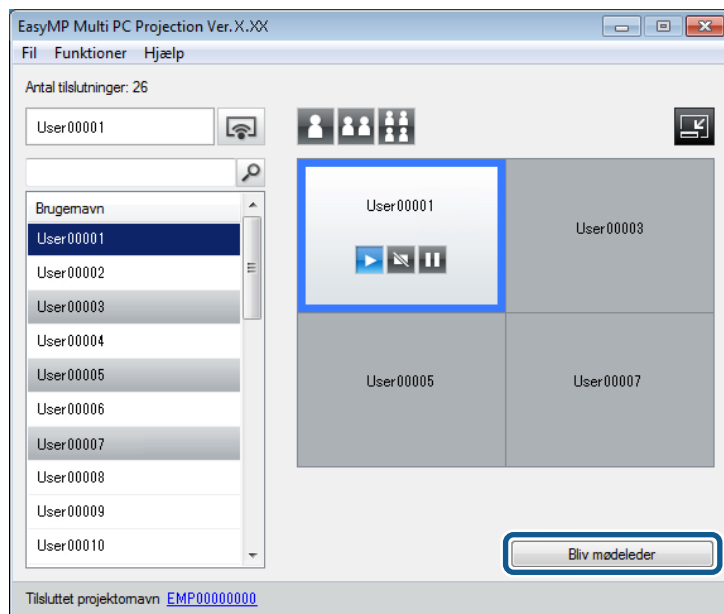 EasyMP Multi PC Projection Ver.X.XX
Fil Funktioner Hjælp
Antal tilslutninger: 26
User00001
Brugernavn
User00001
User00002
User00003
User00004
User00005
User00006
User00007
User00008
User00009
User00010
User00001
User00003
User00005
User00007
Bliv mødeleder
Tilsluttet projektornavn EMP00000000